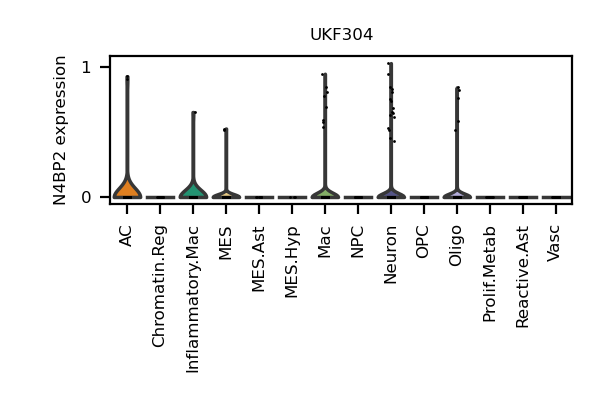 UKF304
N4BP2 expression
1
0
AC
Chromatin.Reg
Inflammatory.Mac
MES
MES.Ast
MES.Hyp
Mac
NPC
Neuron
OPC
Oligo
Prolif.Metab
Reactive.Ast
Vasc